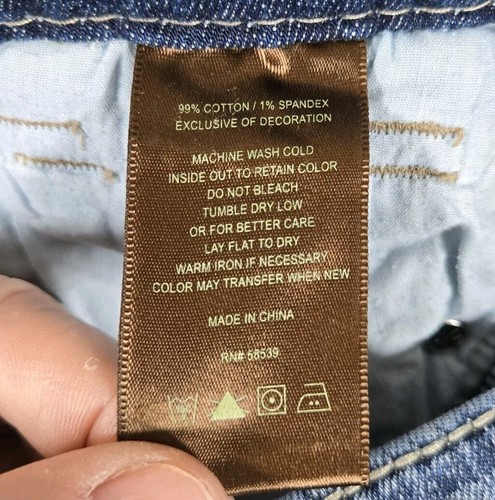 99% COTTON / 1% SPANDEX
EXCLUSIVE OF DECORATION
MACHINE WASH COLD
INSIDE OUT TO RETAIN COLOR
DO NOT BLEACH
TUMBLE DRY LOW
OR FOR BETTER CARE
LAY FLAT TO DRY
WARM IRON IF NECESSARY
COLOR MAY TRANSFER WHEN NEW
MADE IN CHINA
RN# 58539